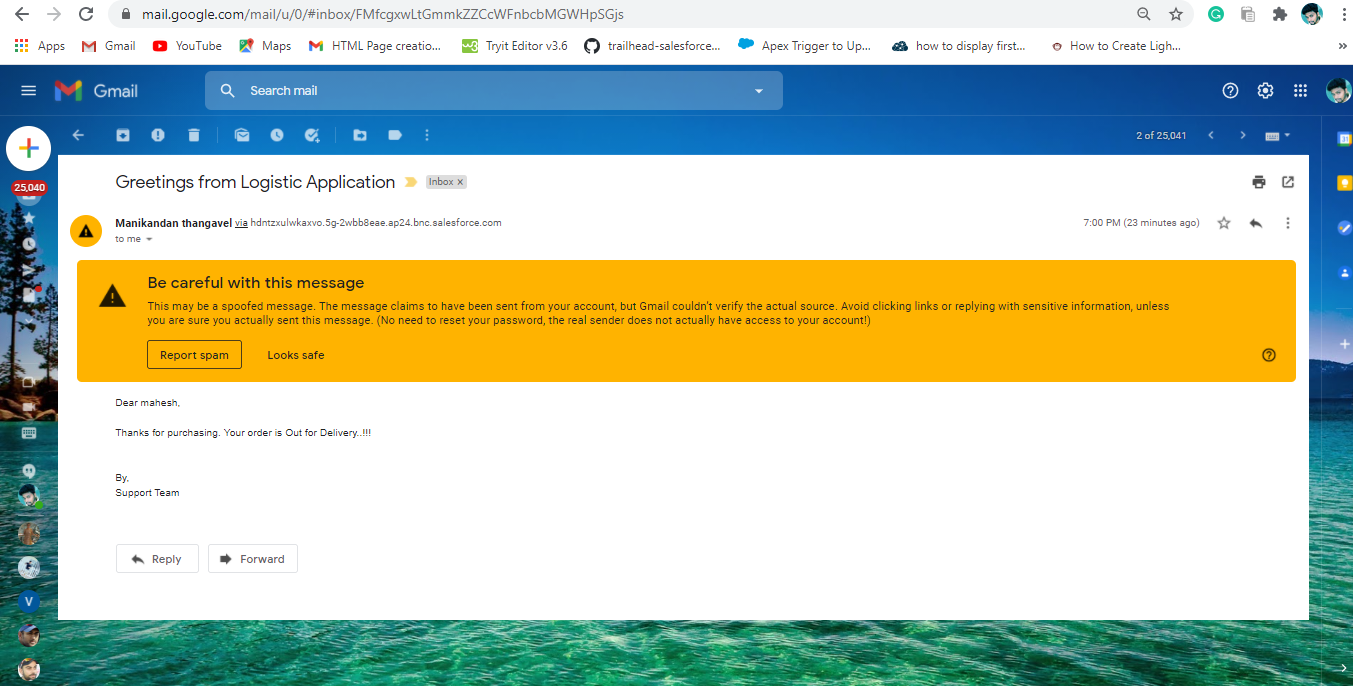 mail.google.com/mail/u/0/#inbox/FMfcgxwLtGmmkZZCcWFnbcbMGWHpSGjs
Apps Gmail YouTube Maps HTML Page creatio... Tryit Editor v3.6 trailhead-salesforce... Apex Trigger to Up... how to display first... How to Create Ligh... »
Gmail Search mail
2 of 25,041
25,040
Greetings from Logistic Application Inbox x
Manikandan thangavel via hdntzxulwkaxvo.5g-2wbb8eae.ap24.bnc.salesforce.com 7:00 PM (23 minutes ago)
to me
Be careful with this message
This may be a spoofed message. The message claims to have been sent from your account, but Gmail couldn't verify the actual source. Avoid clicking links or replying with sensitive information, unless
you are sure you actually sent this message. (No need to reset your password, the real sender does not actually have access to your account!)
Report spam Looks safe
Dear mahesh,
Thanks for purchasing. Your order is Out for Delivery..!!!
By,
Support Team
Reply Forward
V